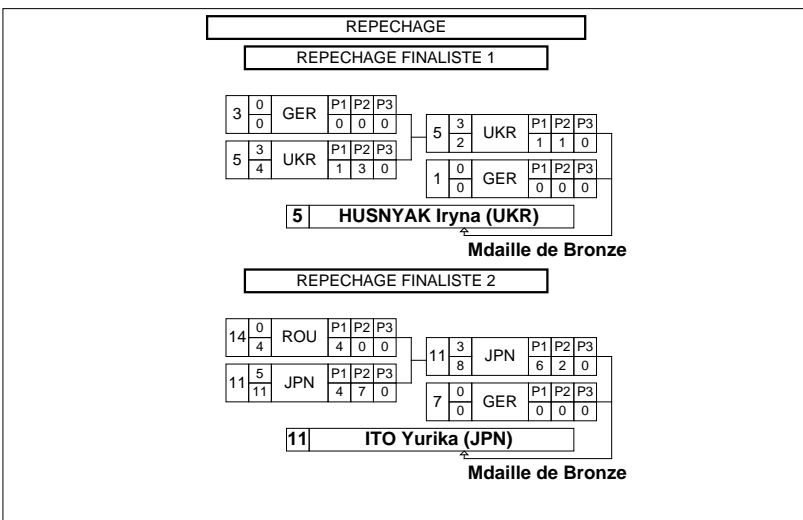 REPECHAGE
REPECHAGE FINALISTE 1
3 0 GER P1 P2 P3
0 0 0 0
5 3 UKR P1 P2 P3
4 1 3 0
5 3 UKR P1 P2 P3
2 1 1 0
1 0 GER P1 P2 P3
0 0 0 0
5 HUSNYAK Iryna (UKR)
Mdaille de Bronze
REPECHAGE FINALISTE 2
14 0 ROU P1 P2 P3
4 4 0 0
11 5 JPN P1 P2 P3
11 4 7 0
11 3 JPN P1 P2 P3
8 6 2 0
7 0 GER P1 P2 P3
0 0 0 0
11 ITO Yurika (JPN)
Mdaille de Bronze